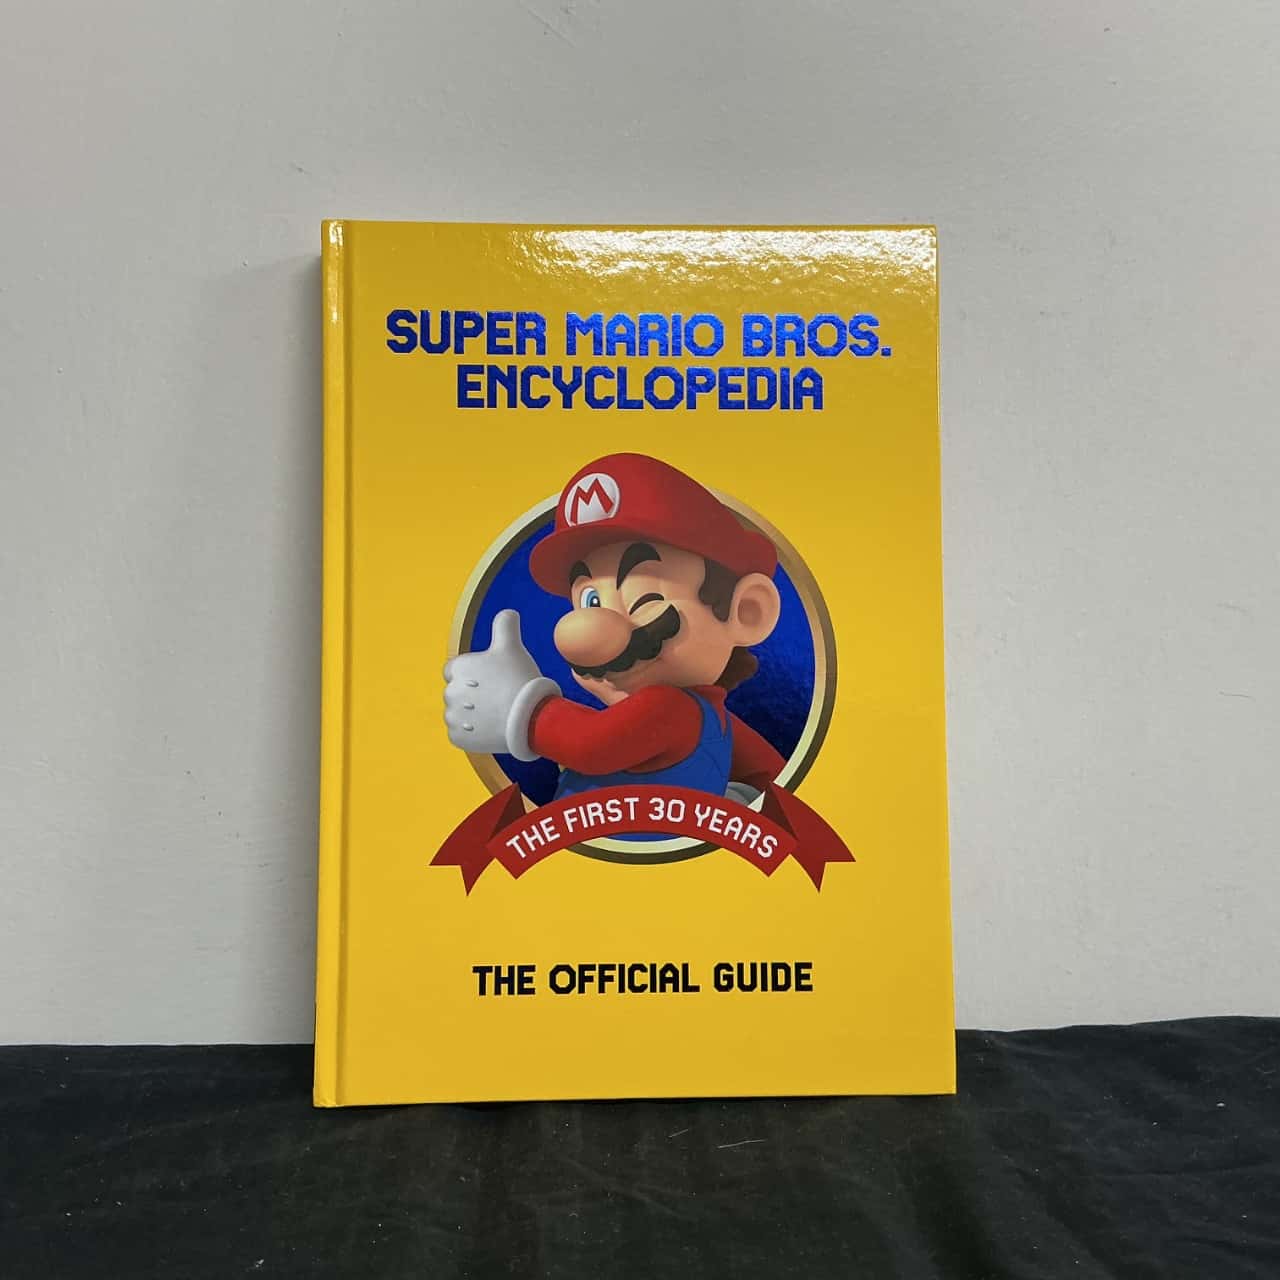 SUPER MARIO BROS.
ENCYCLOPEDIA
M
THE FIRST 30 YEARS
THE OFFICIAL GUIDE